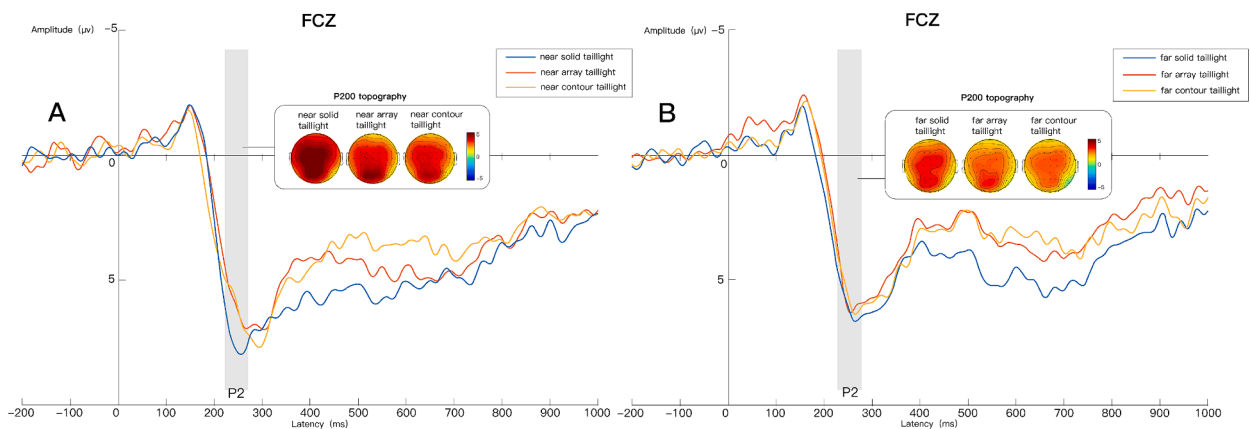 FCZ
Amplitude (μv)
-5
near solid taillight
near array taillight
near contour taillight
A
P200 topography
near solid taillight
near array taillight
near contour taillight
5
0
-5
0
5
P2
-200 -100 0 100 200 300 400 500 600 700 800 900 1000
Latency (ms)
FCZ
Amplitude (μv)
-5
far solid taillight
far array taillight
far contour taillight
B
P200 topography
far solid taillight
far array taillight
far contour taillight
5
0
-5
0
5
P2
-200 -100 0 100 200 300 400 500 600 700 800 900 1000
Latency (ms)